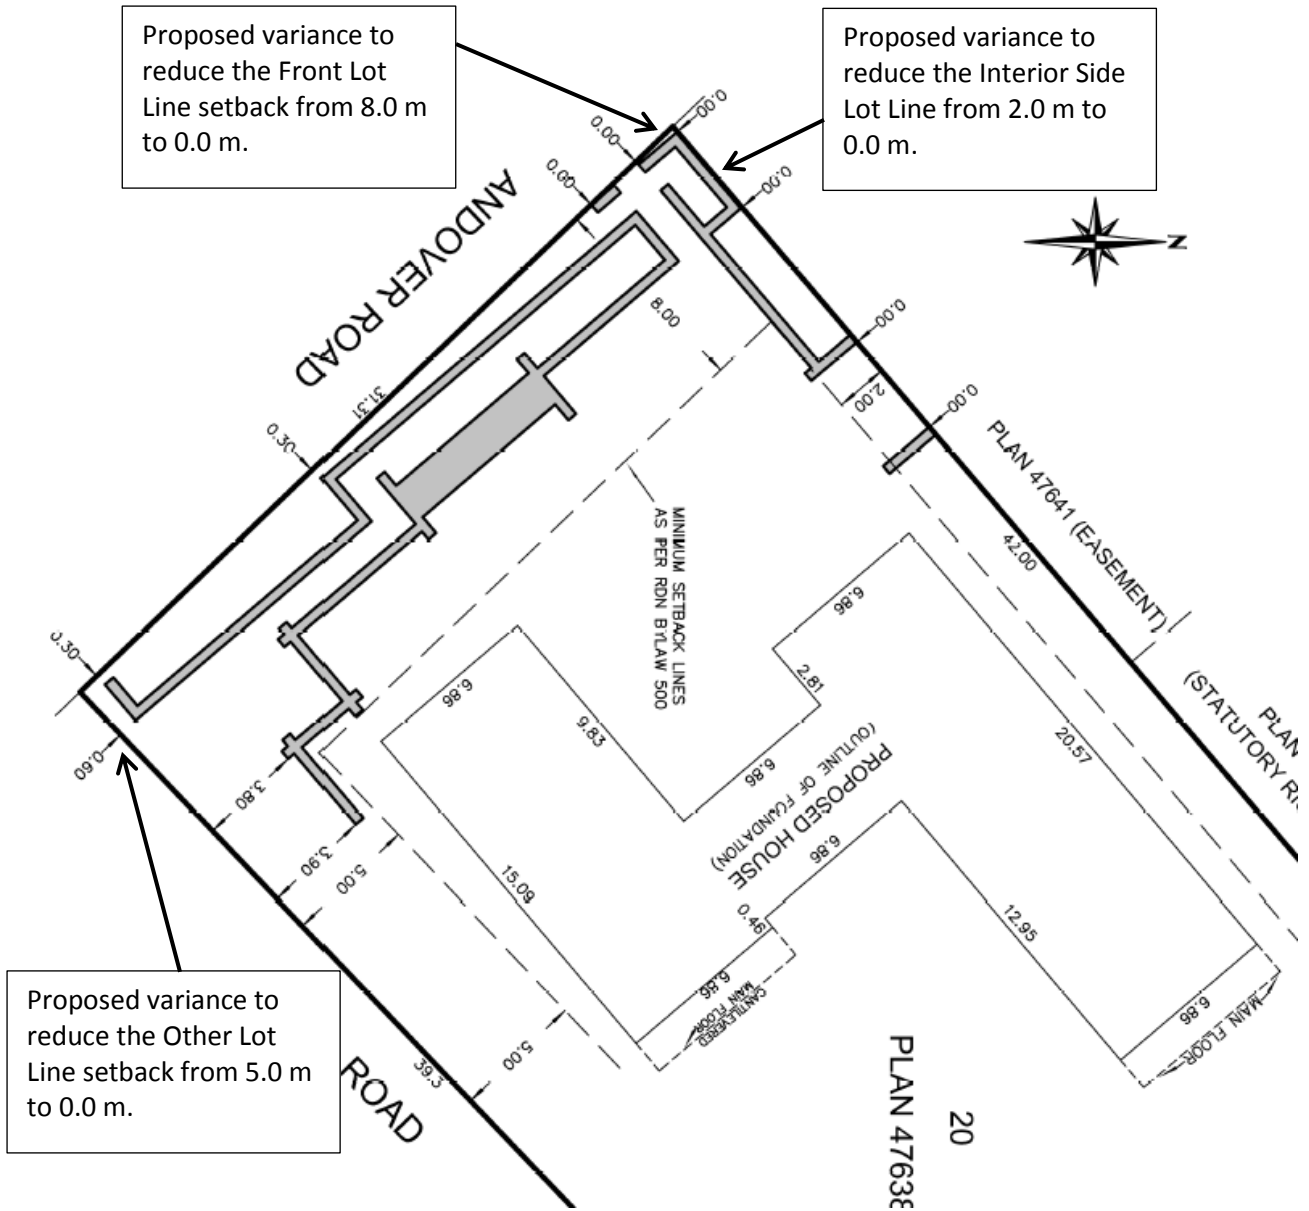 Proposed variance to
reduce the Front Lot
Line setback from 8.0 m
to 0.0 m.
Proposed variance to
reduce the Interior Side
Lot Line from 2.0 m to
0.0 m.
0.00
0.00
0.00
0.00
0.00
0.00
N
ANDOVER ROAD
8.00
31.31
0.30
2.00
PLAN 47641 (EASEMENT)
42.00
MINIMUM SETBACK LINES
AS PER RDN BYLAW 500
PLAN
(STATUTORY
0.30
0.60
3.80
3.90
5.00
6.86
9.83
6.86
2.81
6.86
20.57
PROPOSED HOUSE
(OUTLINE OF FOUNDATION)
15.09
6.86
0.46
12.95
6.86
CANTILEVERED
MAIN FLOOR
6.86
MAIN FLOOR
5.00
39.3
ROAD
Proposed variance to
reduce the Other Lot
Line setback from 5.0 m
to 0.0 m.
20
PLAN 47638